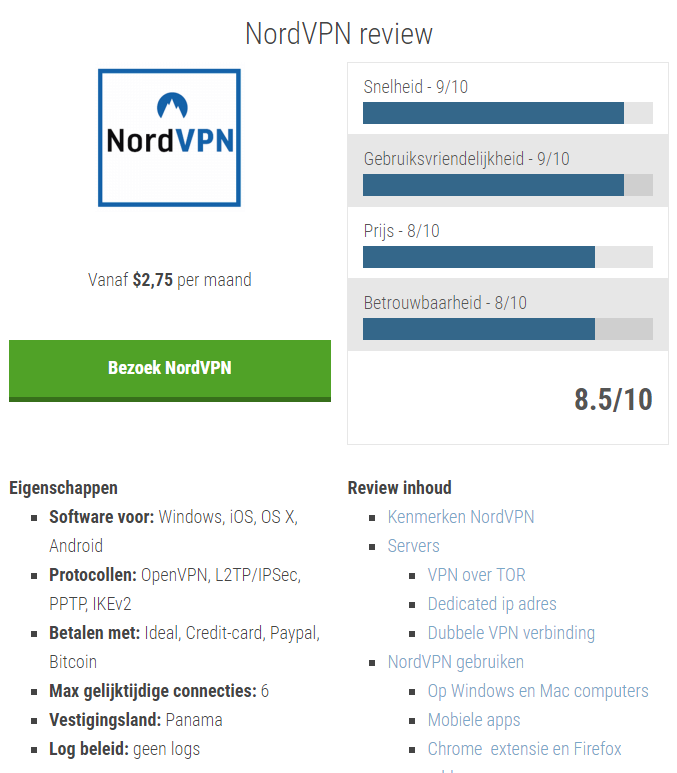 NordVPN review
NordVPN
Vanaf $2,75 per maand
Bezoek NordVPN
Snelheid - 9/10
Gebruiksvriendelijkheid - 9/10
Prijs - 8/10
Betrouwbaarheid - 8/10
8.5/10
Eigenschappen
Software voor: Windows, iOS, OS X,
Android
Protocollen: OpenVPN, L2TP/IPSec,
PPTP, IKEv2
Betalen met: Ideal, Credit-card, Paypal,
Bitcoin
Max gelijktijdige connecties: 6
Vestigingsland: Panama
Log beleid: geen logs
Review inhoud
Kenmerken NordVPN
Servers
VPN over TOR
Dedicated ip adres
Dubbele VPN verbinding
NordVPN gebruiken
Op Windows en Mac computers
Mobiele apps
Chrome extensie en Firefox